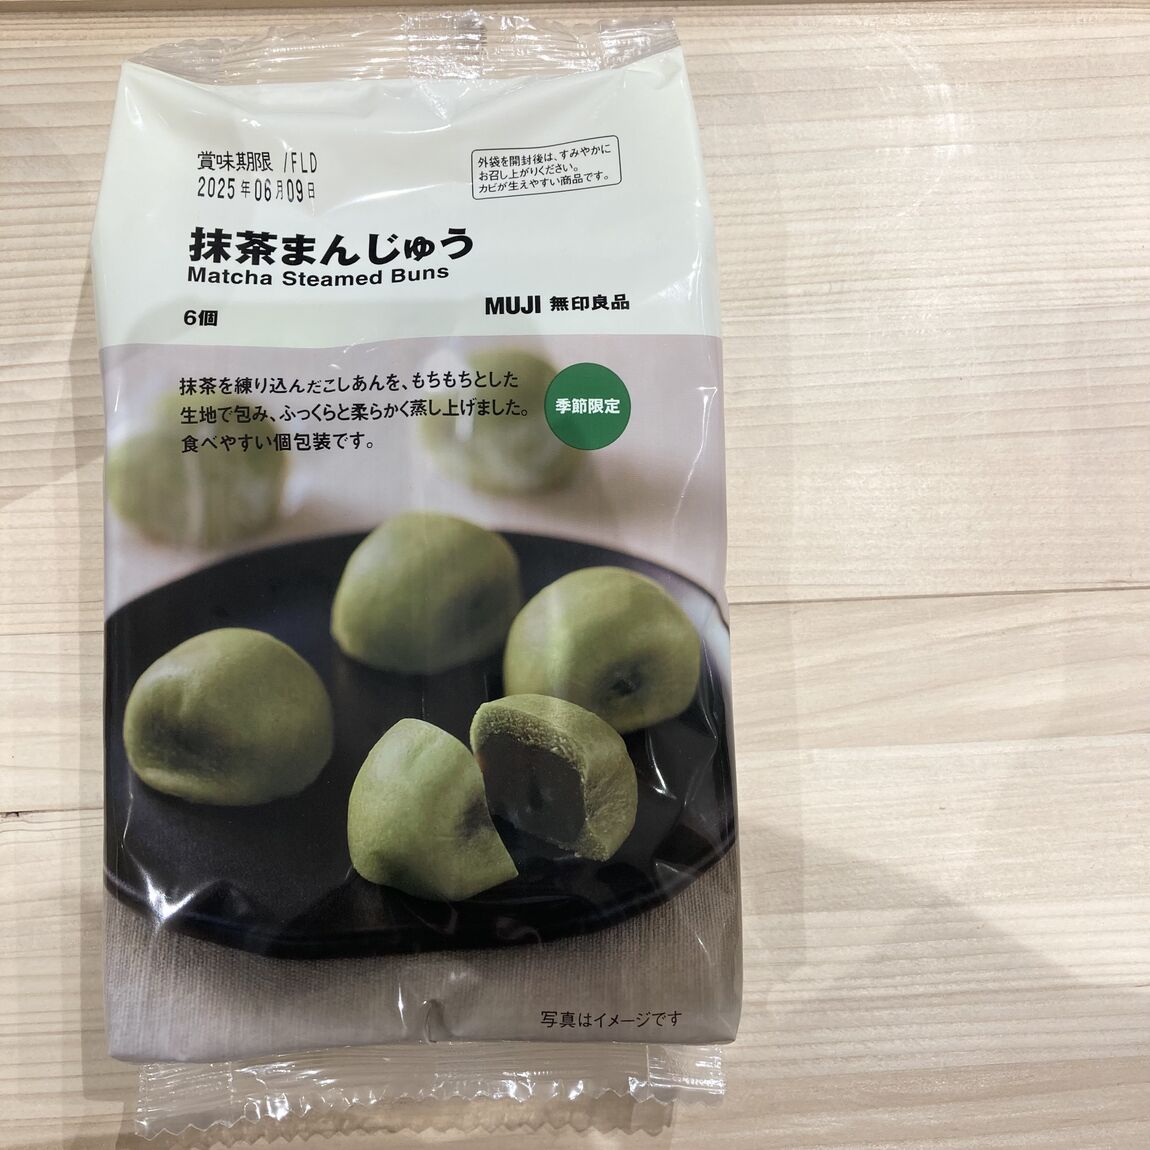 賞味期限 /FLD
2025年06月09日
外袋を開封後は、すみやかに
お召し上がりください。
カビが生えやすい商品です。
抹茶まんじゅう
Matcha Steamed Buns
6個
MUJI 無印良品
抹茶を練り込んだこしあんを、もちもちとした
生地で包み、ふっくらと柔らかく蒸し上げました。
食べやすい個包装です。
季節限定
写真はイメージです